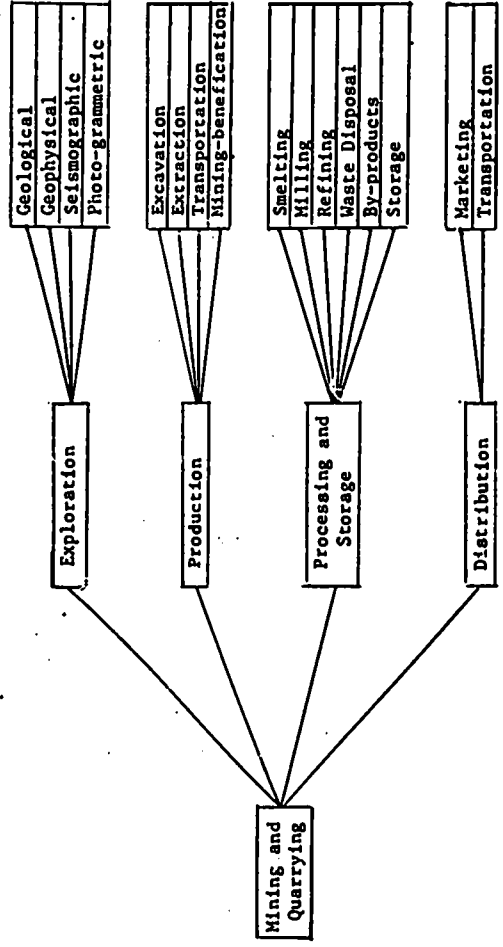 Mining and
Quarrying
Exploration
Geological
Geophysical
Seismographic
Photo-grammetric
Production
Excavation
Extraction
Transportation
Mining-benefication
Processing and
Storage
Smelting
Milling
Refining
Waste Disposal
By-products
Storage
Distribution
Marketing
Transportation